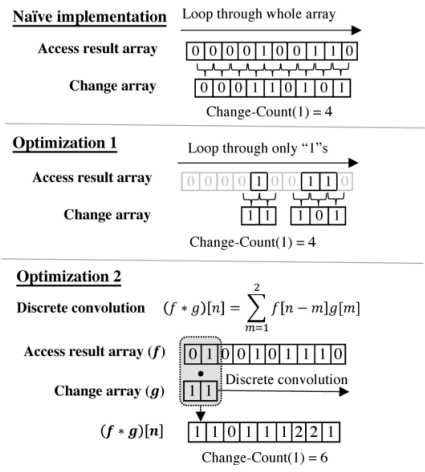 Naïve implementation Loop through whole array
Access result array 0 0 0 0 1 0 0 1 1 0
Change array 0 0 0 1 1 0 1 0 1
Change-Count(1) = 4
Optimization 1 Loop through only “1”s
Access result array 0 0 0 0 1 0 0 1 1 0
Change array 1 1 1 0 1
Change-Count(1) = 4
Optimization 2
2
Discrete convolution (f * g)[n] = ∑ f[n − m]g[m]
m=1
Access result array (f) 0 1 0 0 1 0 1 1 1 0
Discrete convolution
Change array (g) 1 1
(f * g)[n] 1 1 0 1 1 1 2 2 1
Change-Count(1) = 6